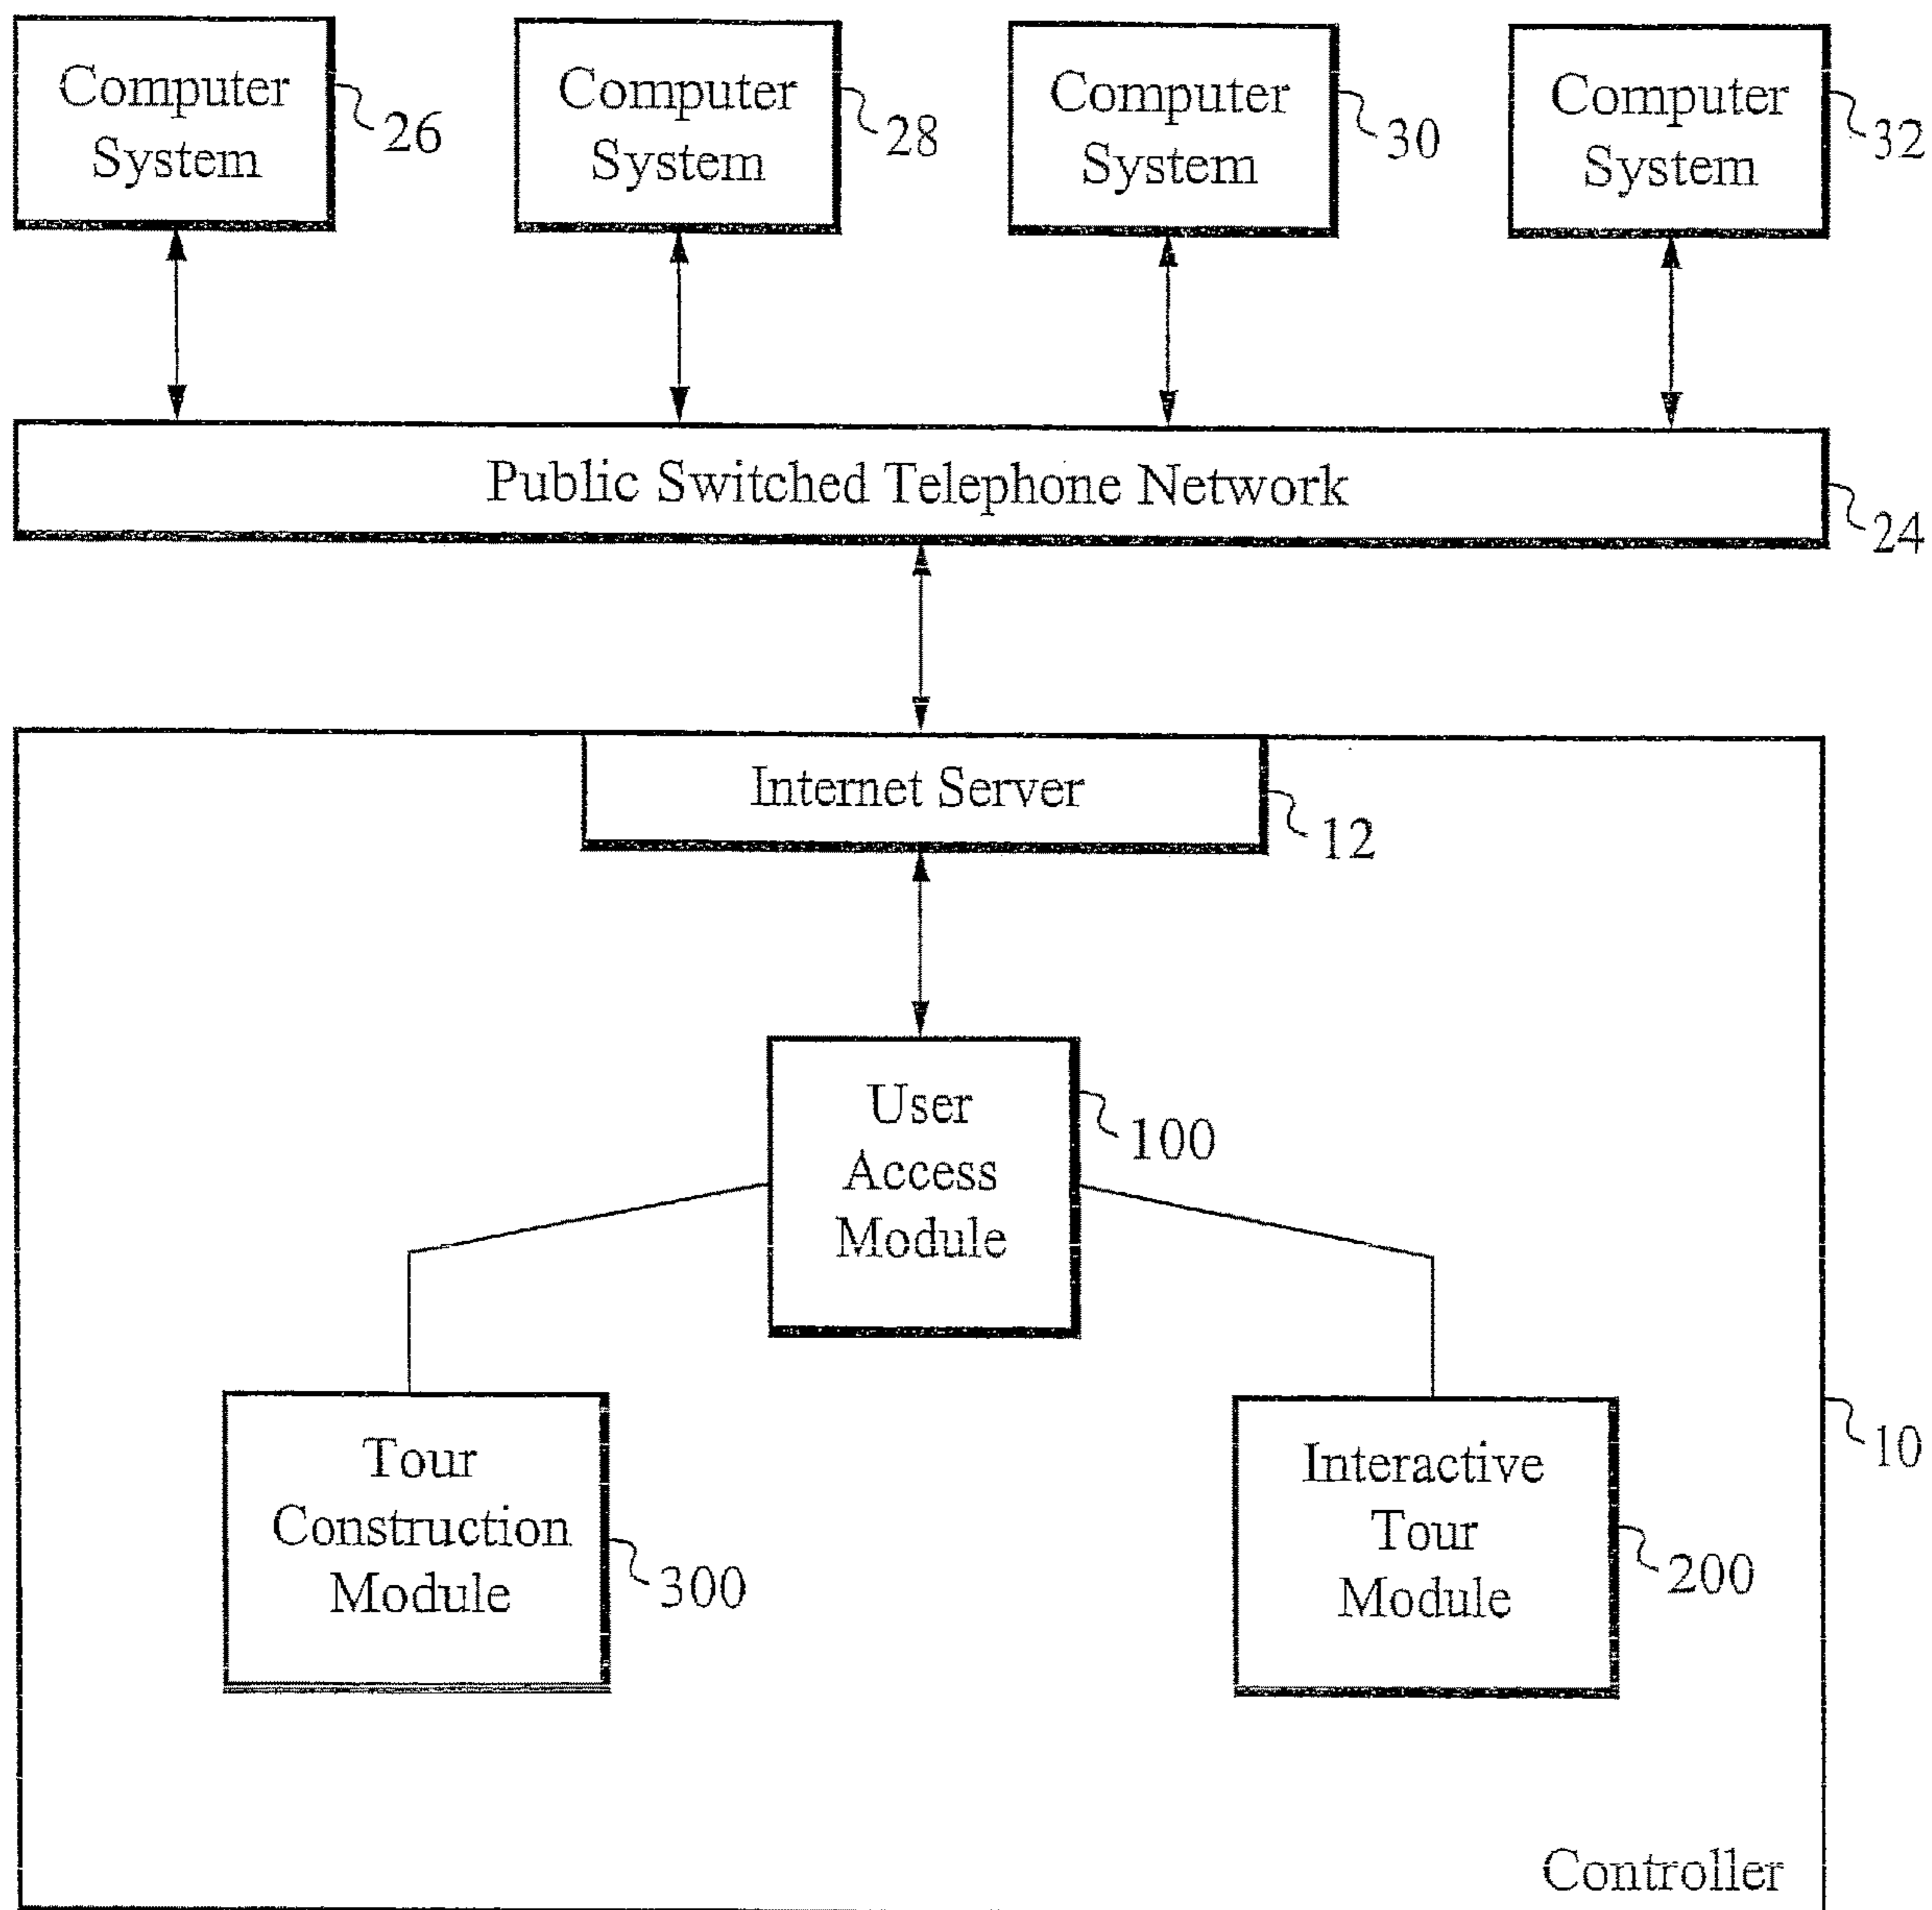 Computer
System
26
Computer
System
28
Computer
System
30
Computer
System
32
Public Switched Telephone Network
24
Internet Server
12
User
Access
Module
100
Tour
Construction
Module
300
Interactive
Tour
Module
200
10
Controller